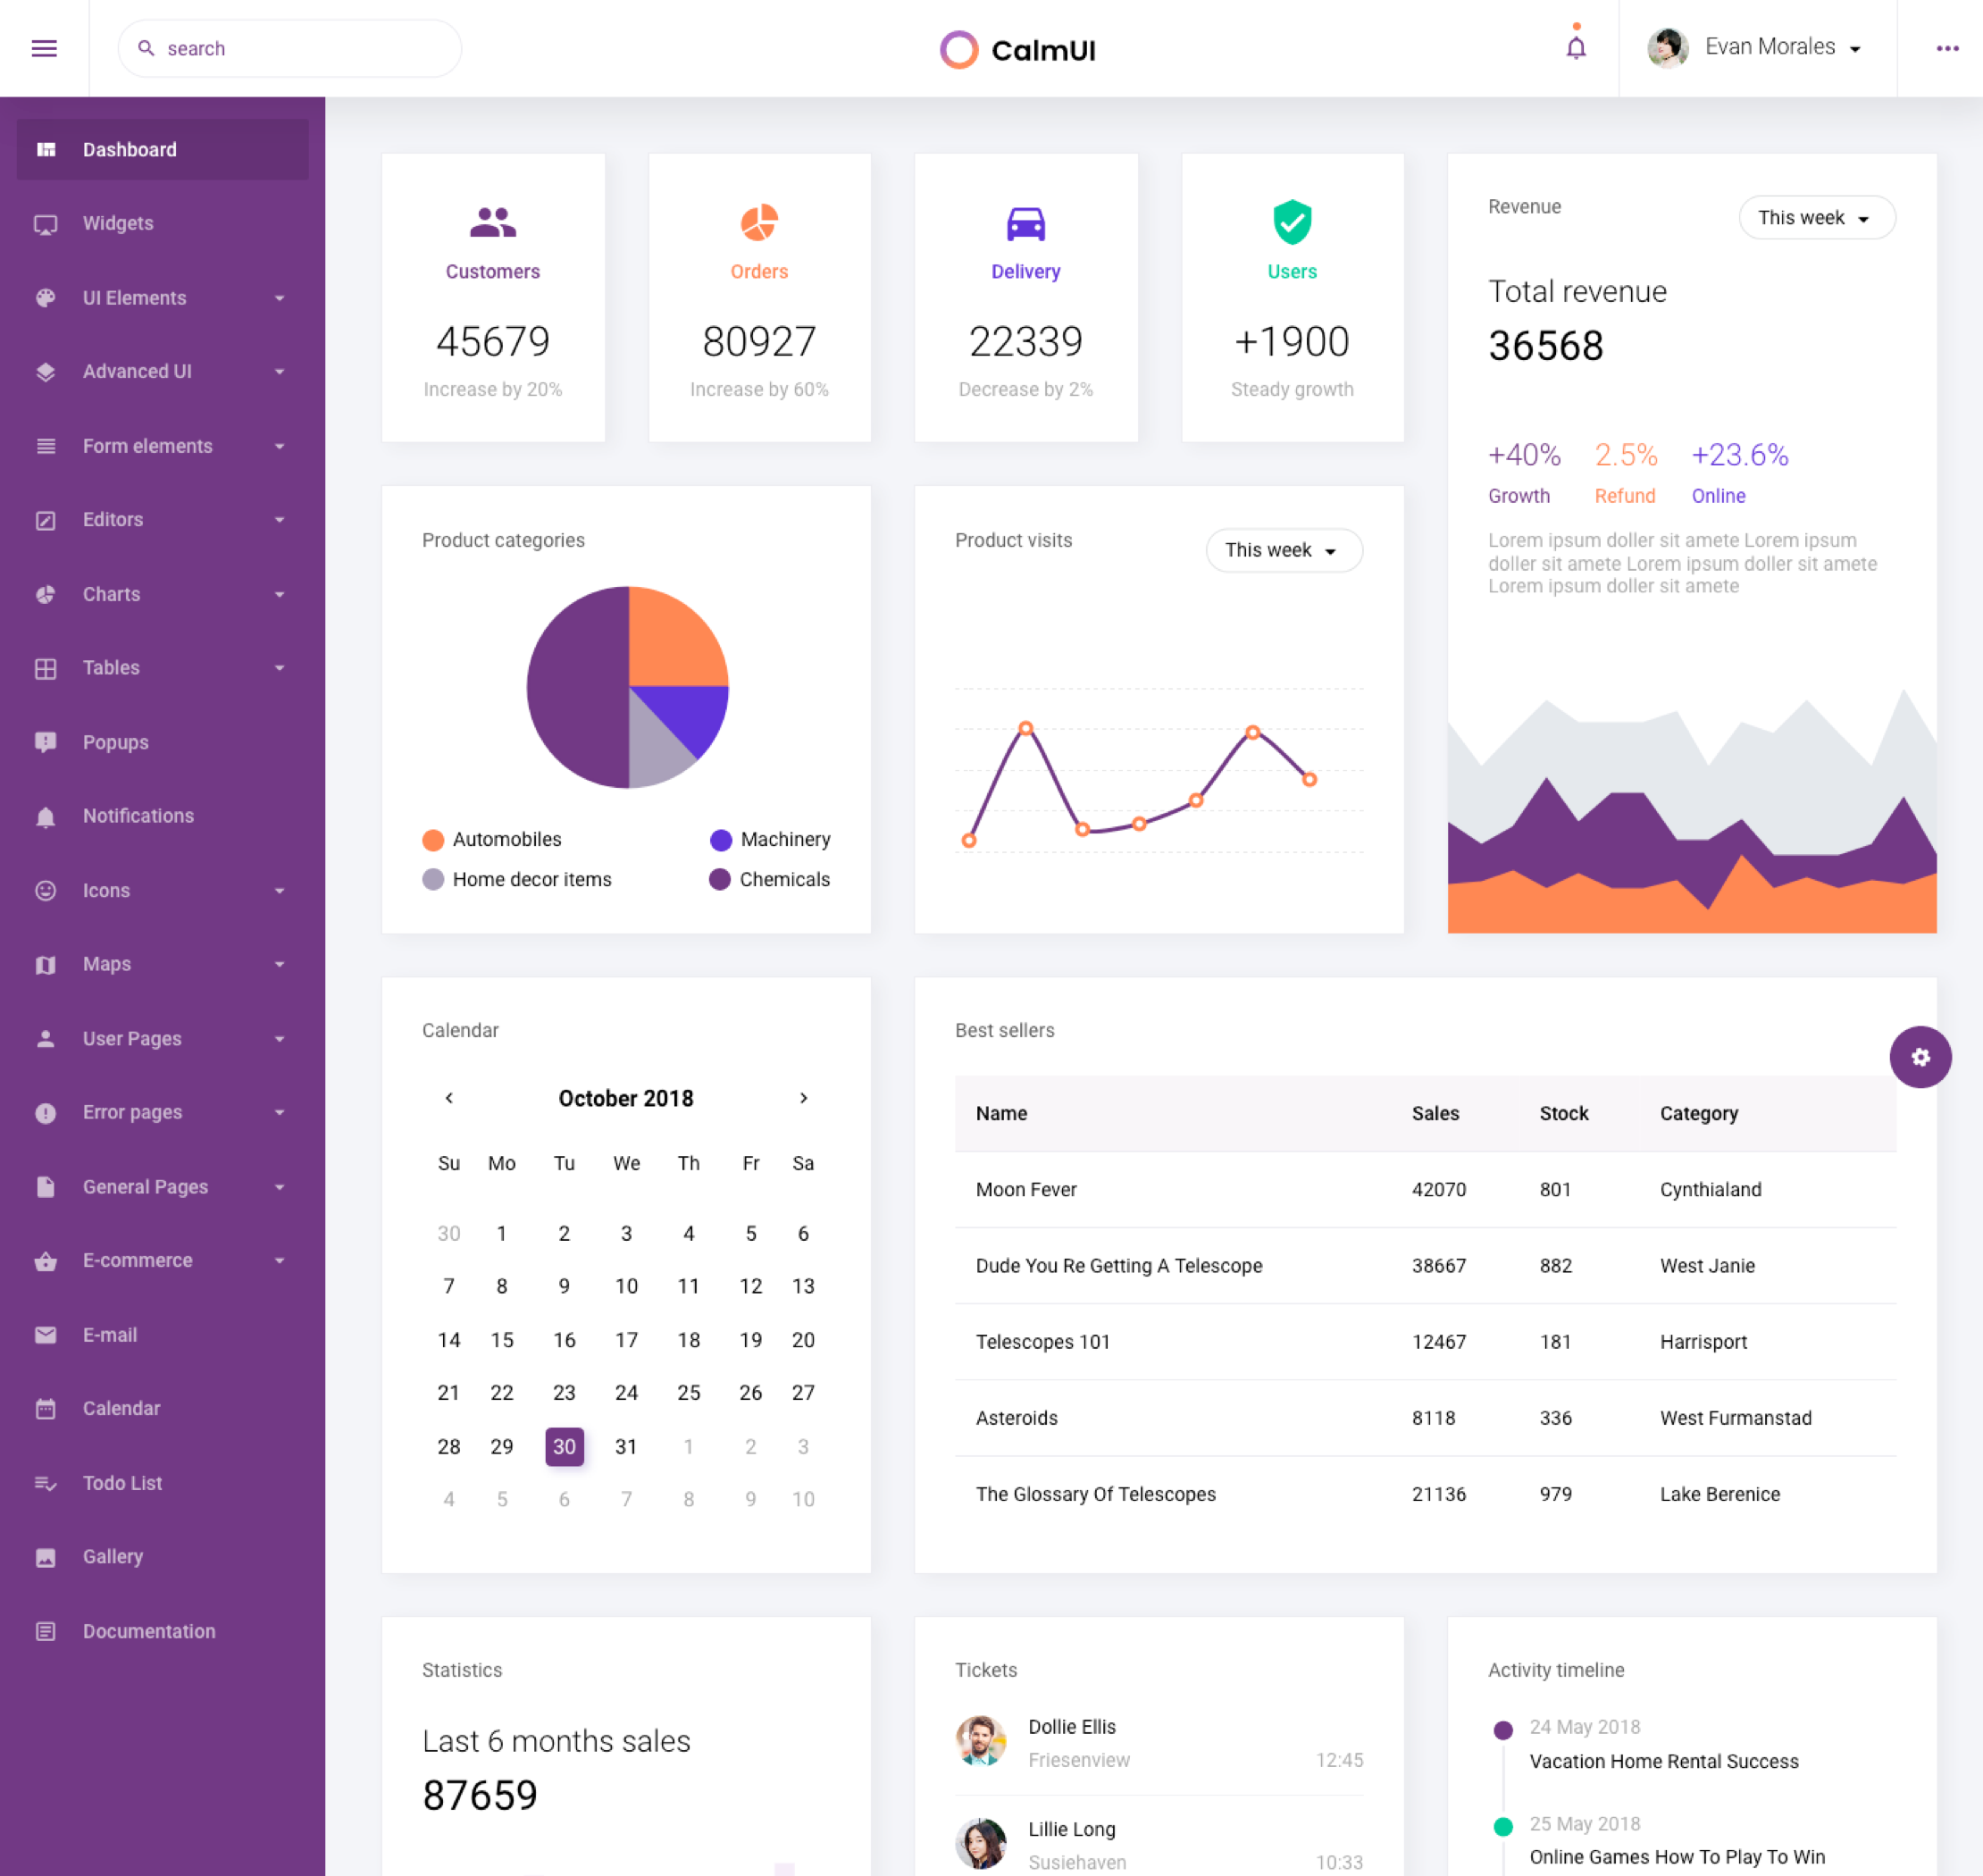 search
CalmUI
Evan Morales
Dashboard
Widgets
UI Elements
Advanced UI
Form elements
Editors
Charts
Tables
Popups
Notifications
Icons
Maps
User Pages
Error pages
General Pages
E-commerce
E-mail
Calendar
Todo List
Gallery
Documentation
Customers
45679
Increase by 20%
Orders
80927
Increase by 60%
Delivery
22339
Decrease by 2%
Users
+1900
Steady growth
Revenue
This week
Total revenue
36568
+40% 2.5% +23.6%
Growth Refund Online
Lorem ipsum doller sit amete Lorem ipsum
doller sit amete Lorem ipsum doller sit amete
Lorem ipsum doller sit amete
Product categories
Automobiles Machinery
Home decor items Chemicals
Product visits
This week
Calendar
October 2018
Su Mo Tu We Th Fr Sa
30 1 2 3 4 5 6
7 8 9 10 11 12 13
14 15 16 17 18 19 20
21 22 23 24 25 26 27
28 29 30 31 1 2 3
4 5 6 7 8 9 10
Best sellers
Name Sales Stock Category
Moon Fever 42070 801 Cynthialand
Dude You Re Getting A Telescope 38667 882 West Janie
Telescopes 101 12467 181 Harrisport
Asteroids 8118 336 West Furmanstad
The Glossary Of Telescopes 21136 979 Lake Berenice
Statistics
Last 6 months sales
87659
Tickets
Dollie Ellis
Friesenview 12:45
Lillie Long
Susiehaven 10:33
Activity timeline
24 May 2018
Vacation Home Rental Success
25 May 2018
Online Games How To Play To Win